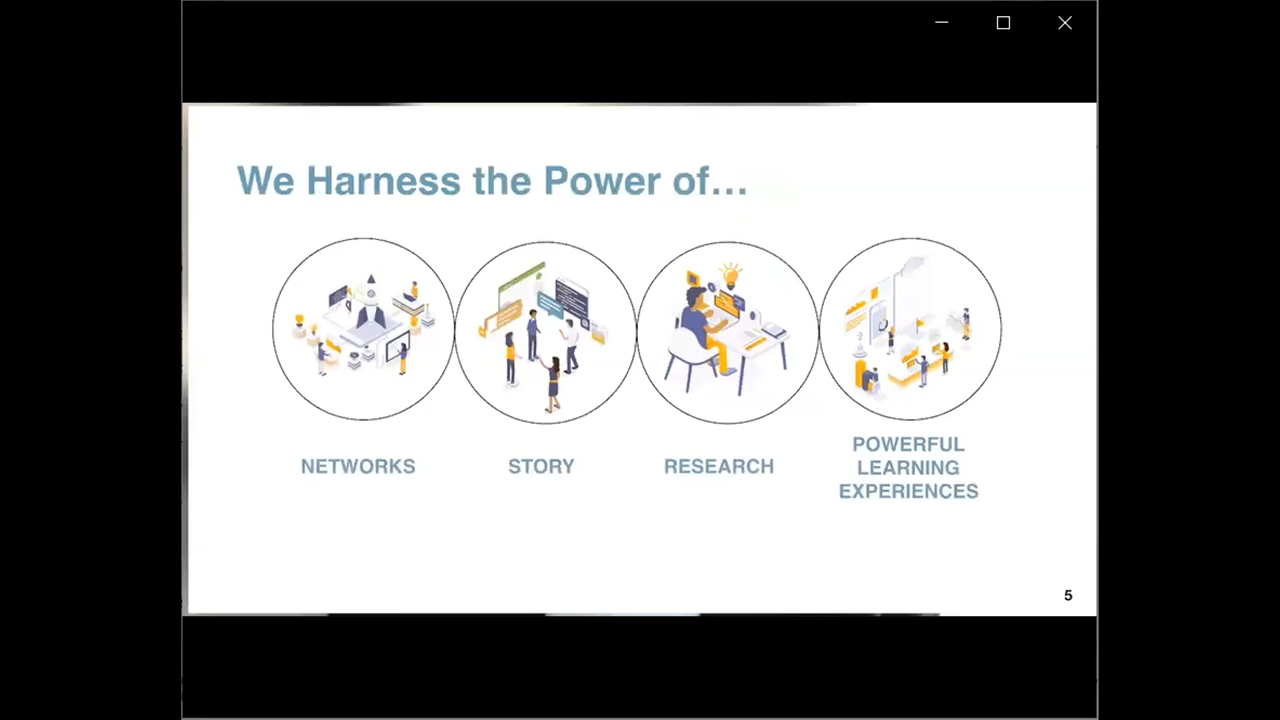 We Harness the Power of...
NETWORKS
STORY
RESEARCH
POWERFUL
LEARNING
EXPERIENCES
5